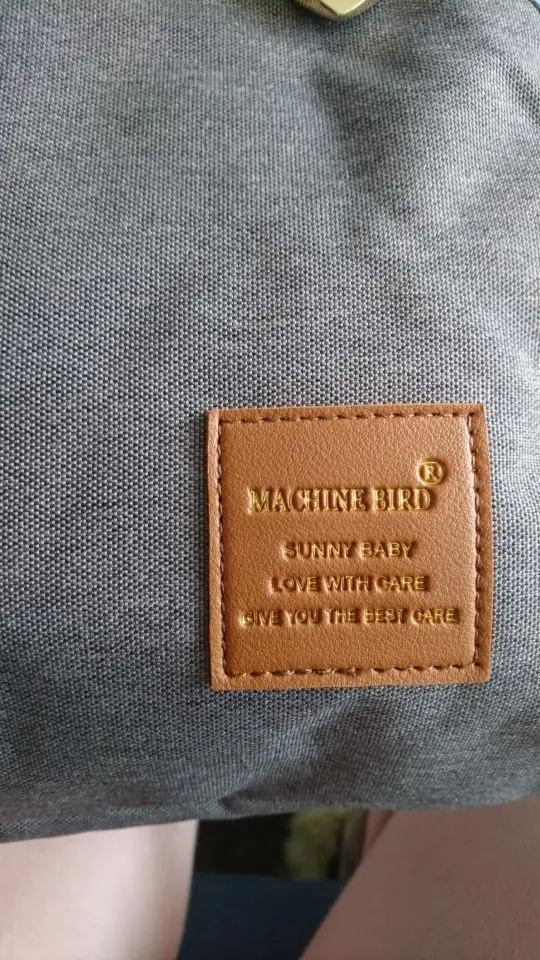 MACHINE BIRD®
SUNNY BABY
LOVE WITH CARE
GIVE YOU THE BEST CARE